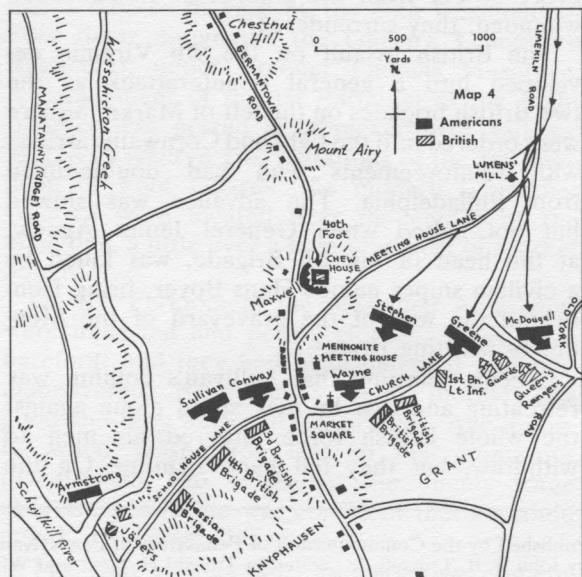 Chestnut
Hill
GERMANTOWN
ROAD
Wissahickon Creek
MANATAWNY (RIDGE) ROAD
0 500 1000
Yards
N
Map 4
Americans
British
LIMEKILN ROAD
LUKENS'
MILL
Mount Airy
40th
Foot
CHEW
HOUSE
MEETING HOUSE LANE
Maxwe
Stephen
Greene
McDougall
OLD YORK
ROAD
MENNONITE
MEETING HOUSE
Wayne
CHURCH LANE
1st Bn.
Lt. Inf.
Guards
Queen's
Rangers
Sullivan
Conway
MARKET
SQUARE
SCHOOL HOUSE LANE
3d British
Brigade
4th British
Brigade
Hessian
Brigade
British
Brigade
British
Brigade
GRANT
Armstrong
Schuylkill
River
KNYPHAUSEN